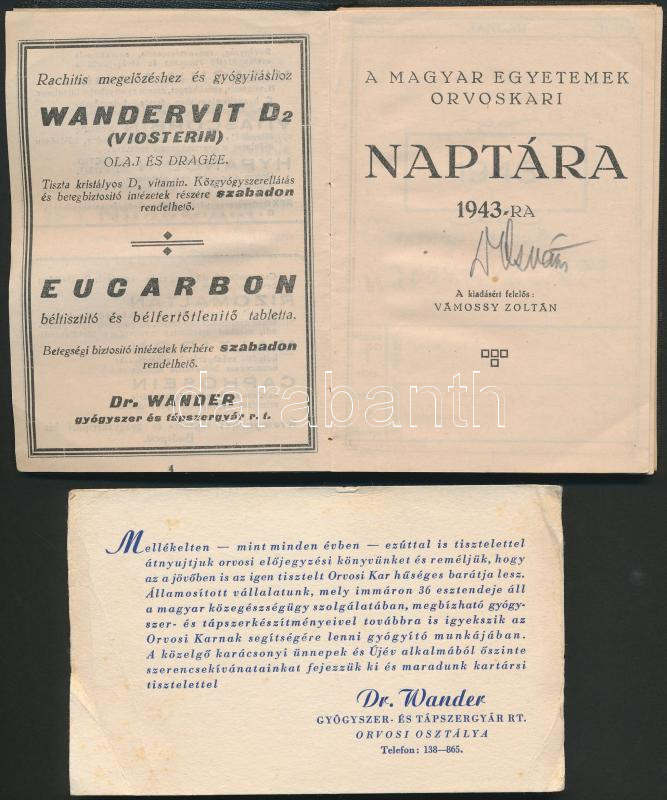 Rachitis megelőzéshez és gyógyitáshoz
WANDERVIT D2
(VIOSTERIN)
OLAJ ÉS DRAGÉE.
Tiszta kristályos D2 vitamin. Közgyógyszerellátás
és betegbiztositó intézetek részére szabadon
rendelhető.
EUCARBON
béltisztitó és bélfertőtlenitő tabletta.
Betegségi biztositó intézetek terhére szabadon
rendelhető.
Dr. WANDER
gyógyszer és tápszergyár r. t.
4
A MAGYAR EGYETEMEK
ORVOSKARI
NAPTÁRA
1943-RA
A kiadásért felelős:
VÁMOSSY ZOLTÁN
darabanth
Mellékelten — mint minden évben — ezúttal is tisztelettel
átnyujtjuk orvosi előjegyzési könyvünket és reméljük, hogy
az a jövőben is az igen tisztelt Orvosi Kar hűséges barátja lesz.
Államosított vállalatunk, mely immáron 36 esztendeje áll
a magyar közegészségügy szolgálatában, megbízható gyógy-
szer- és tápszerkészítményeivel továbbra is igyekszik az
Orvosi Karnak segítségére lenni gyógyító munkájában.
A közelgő karácsonyi ünnepek és Újév alkalmából őszinte
szerencsekívánatainkat fejezzük ki és maradunk kartársi
tisztelettel
Dr. Wander
GYÓGYSZER- ÉS TÁPSZERGYÁR RT.
ORVOSI OSZTÁLYA
Telefon: 138—865.